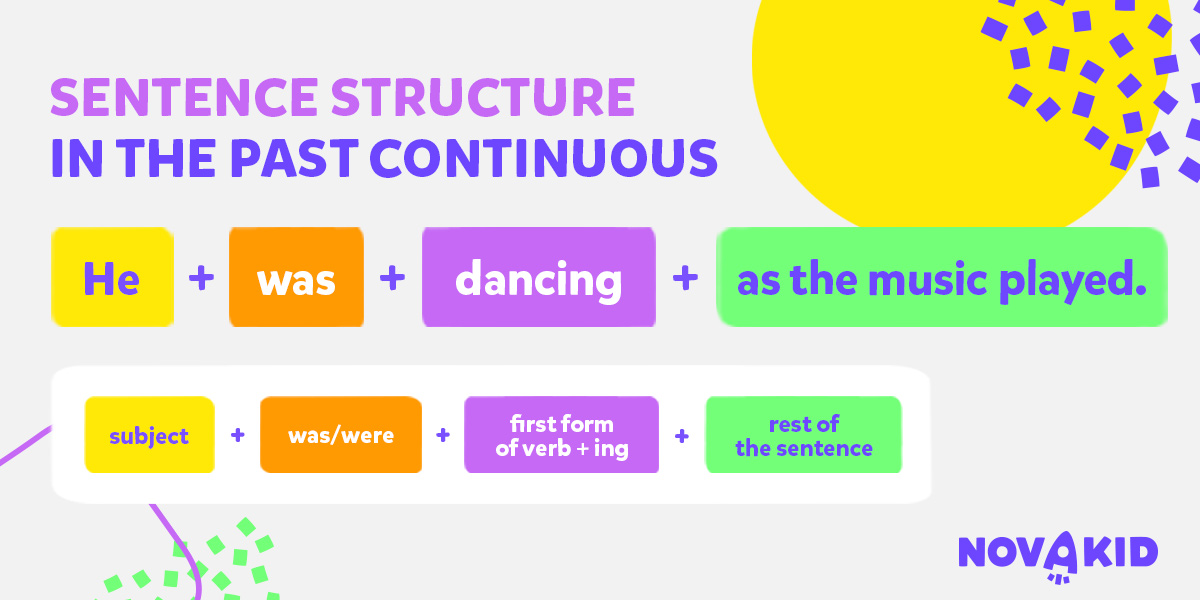 SENTENCE STRUCTURE
IN THE PAST CONTINUOUS
He + was + dancing + as the music played.
subject + was/were + first form
of verb + ing + rest of
the sentence
NOVAKID